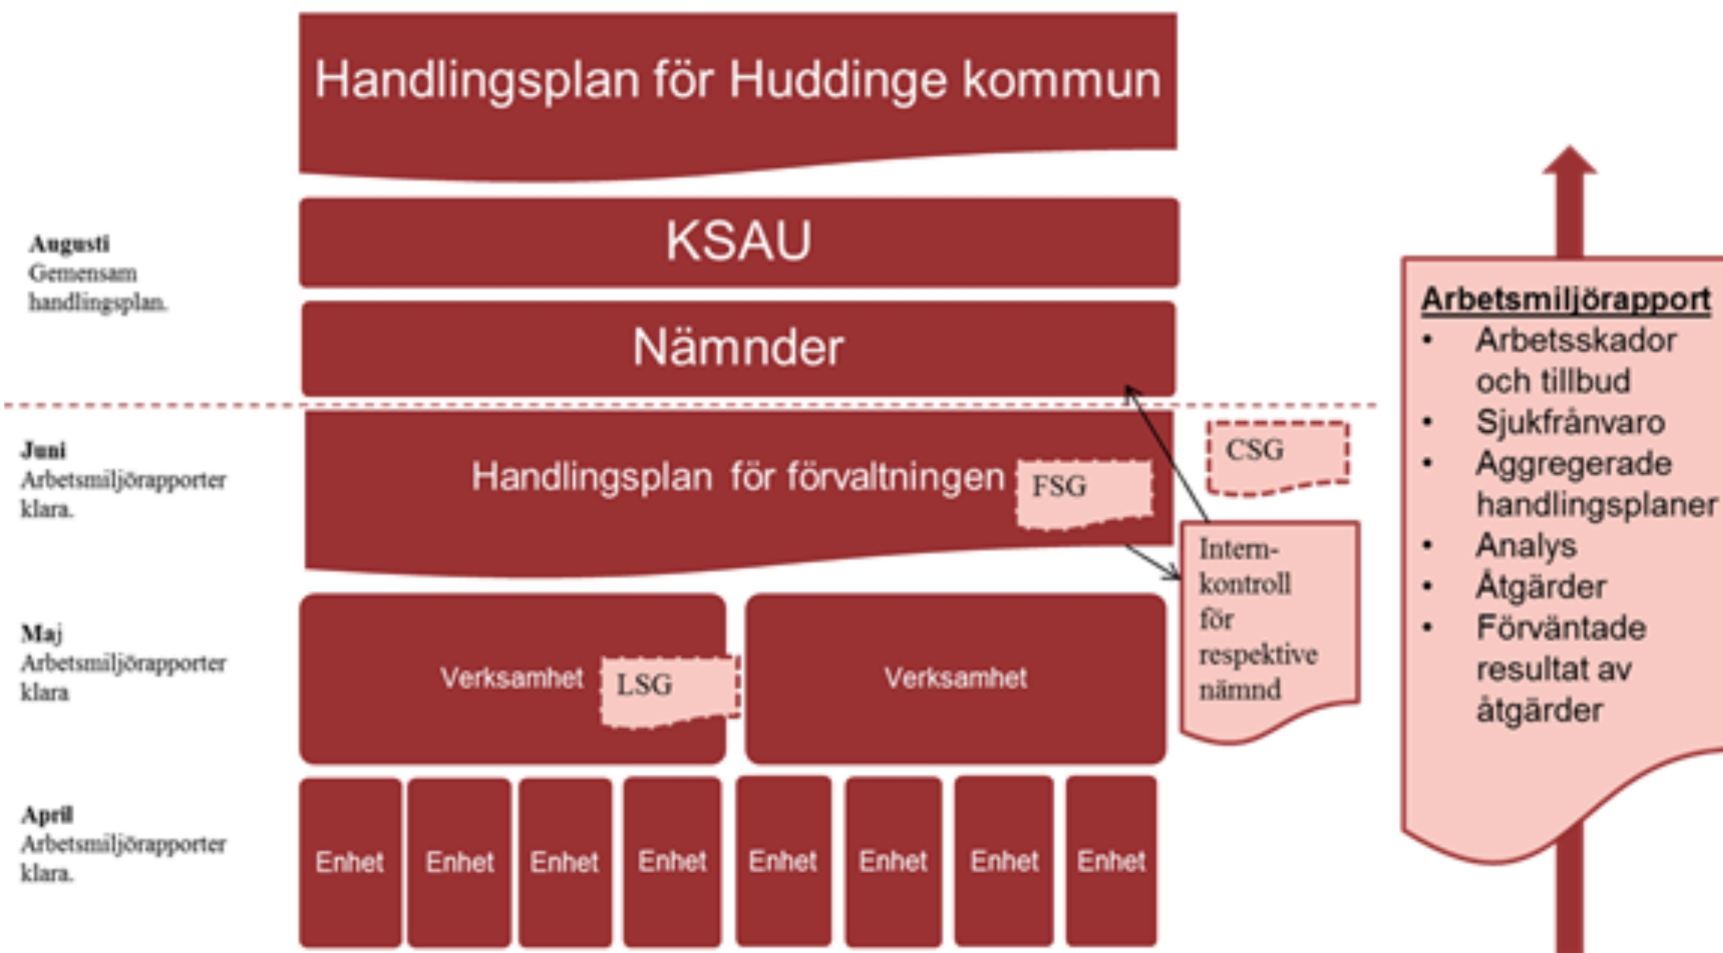 Handlingsplan för Huddinge kommun
KSAU
Augusti
Gemensam
handlingsplan.
Nämnder
Juni
Arbetsmiljörapporter
klara.
Handlingsplan för förvaltningen
FSG
CSG
Intern-
kontroll
för
respektive
nämnd
Maj
Arbetsmiljörapporter
klara
Verksamhet
LSG
Verksamhet
April
Arbetsmiljörapporter
klara.
Enhet
Enhet
Enhet
Enhet
Enhet
Enhet
Enhet
Enhet
Arbetsmiljörapport
• Arbetsskador
och tillbud
• Sjukfrånvaro
• Aggregerade
handlingsplaner
• Analys
• Åtgärder
• Förväntade
resultat av
åtgärder